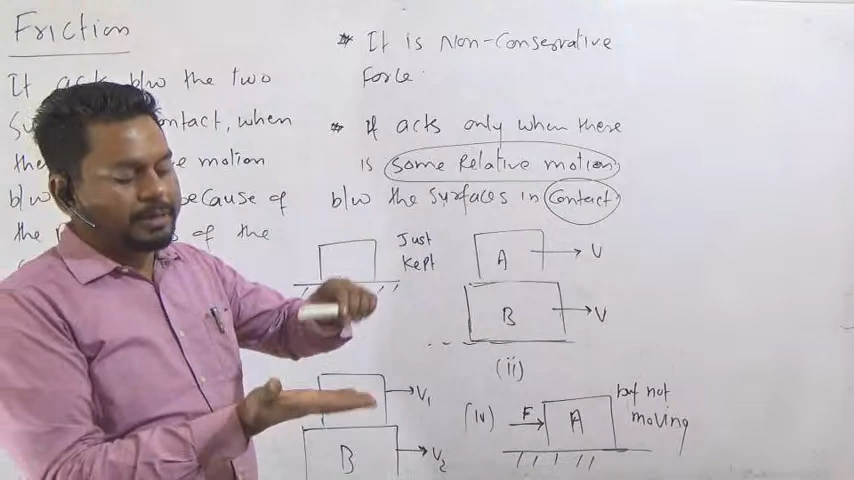 Friction
It acts b/w the two
contact, when
the motion
b/w because of
the of the
* It is Non-Conservative
Force.
* If acts only when there
is some Relative motion
b/w the Surfaces in Contact
Just
Kept
A V
B V
(ii)
V1
B V2
(iv) F A but not
moving